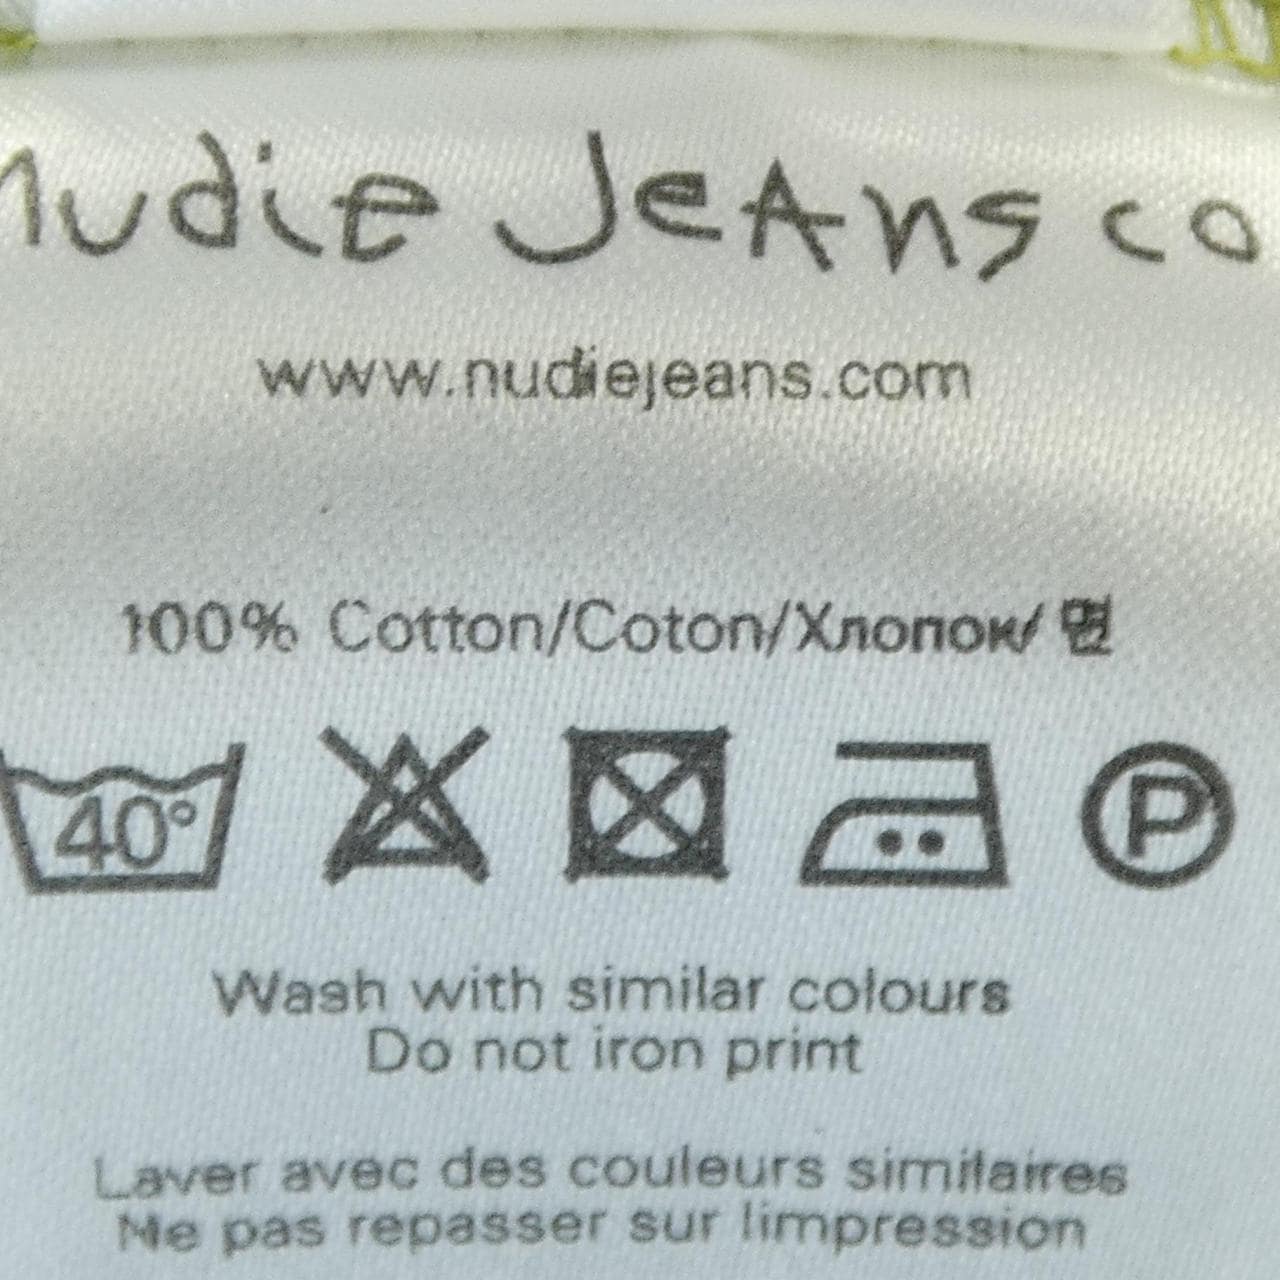 nudie Jeans co
www.nudiejeans.com
100% Cotton/Coton/Хлопок/ 면
40° P
Wash with similar colours
Do not iron print
Laver avec des couleurs similaires
Ne pas repasser sur limpression